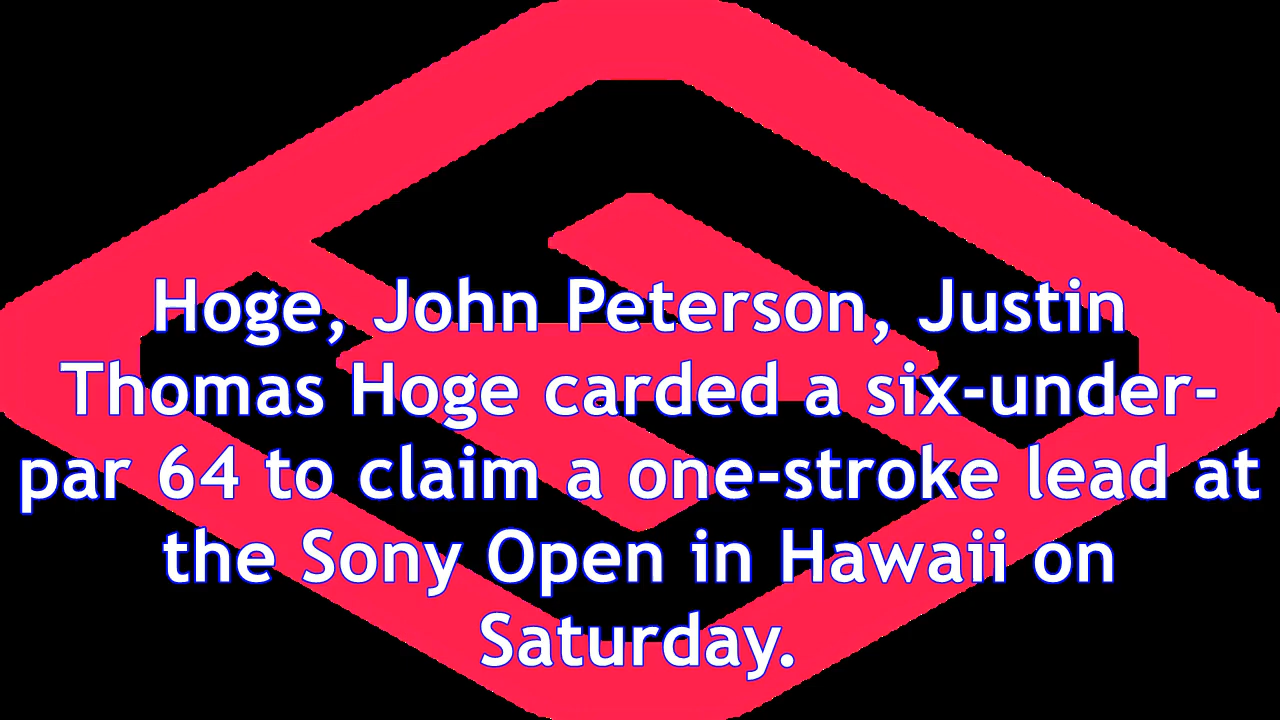 Hoge, John Peterson, Justin
Thomas Hoge carded a six-under-
par 64 to claim a one-stroke lead at
the Sony Open in Hawaii on
Saturday.